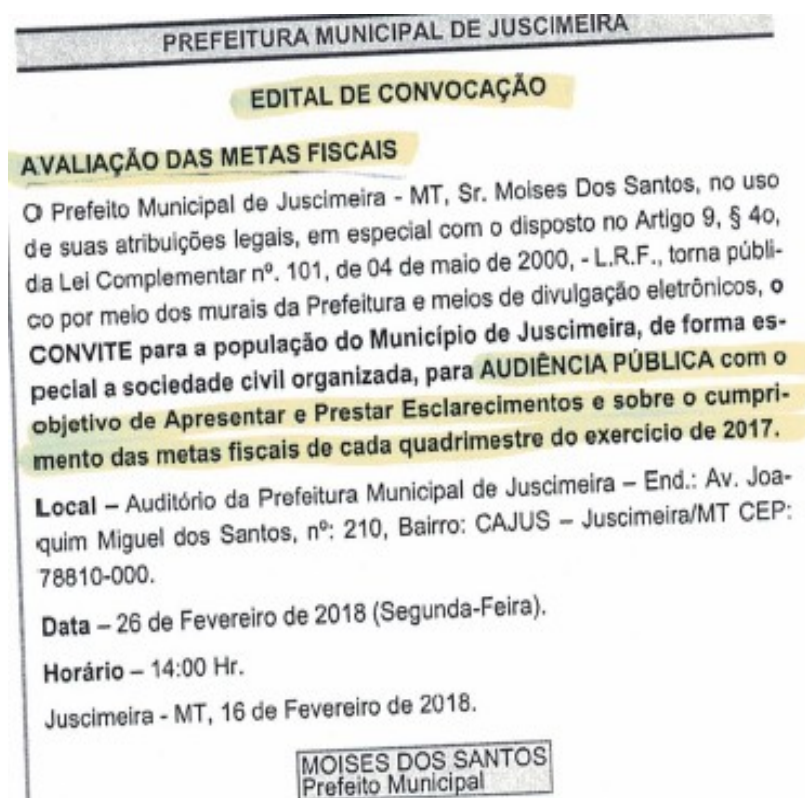 PREFEITURA MUNICIPAL DE JUSCIMEIRA
EDITAL DE CONVOCAÇÃO
AVALIAÇÃO DAS METAS FISCAIS
O Prefeito Municipal de Juscimeira - MT, Sr. Moises Dos Santos, no uso
de suas atribuições legais, em especial com o disposto no Artigo 9, § 4o,
da Lei Complementar nº. 101, de 04 de maio de 2000, - L.R.F., torna públi-
co por meio dos murais da Prefeitura e meios de divulgação eletrônicos, o
CONVITE para a população do Município de Juscimeira, de forma es-
pecial a sociedade civil organizada, para AUDIÊNCIA PÚBLICA com o
objetivo de Apresentar e Prestar Esclarecimentos e sobre o cumpri-
mento das metas fiscais de cada quadrimestre do exercício de 2017.
Local – Auditório da Prefeitura Municipal de Juscimeira – End.: Av. Joa-
quim Miguel dos Santos, nº: 210, Bairro: CAJUS – Juscimeira/MT CEP:
78810-000.
Data – 26 de Fevereiro de 2018 (Segunda-Feira).
Horário – 14:00 Hr.
Juscimeira - MT, 16 de Fevereiro de 2018.
MOISES DOS SANTOS
Prefeito Municipal